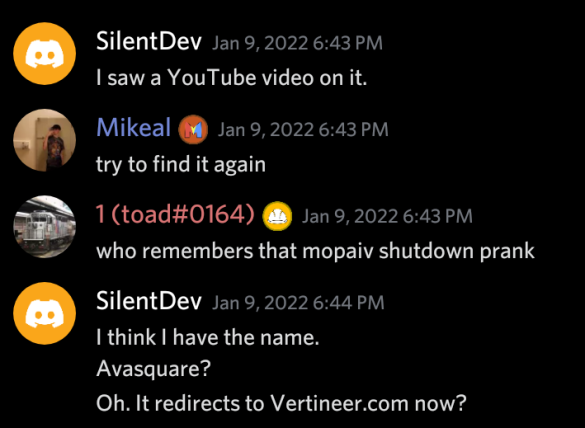 SilentDev Jan 9, 2022 6:43 PM
I saw a YouTube video on it.
Mikeal Jan 9, 2022 6:43 PM
try to find it again
1 (toad#0164) Jan 9, 2022 6:43 PM
who remembers that mopaiv shutdown prank
SilentDev Jan 9, 2022 6:44 PM
I think I have the name.
Avasquare?
Oh. It redirects to Vertineer.com now?